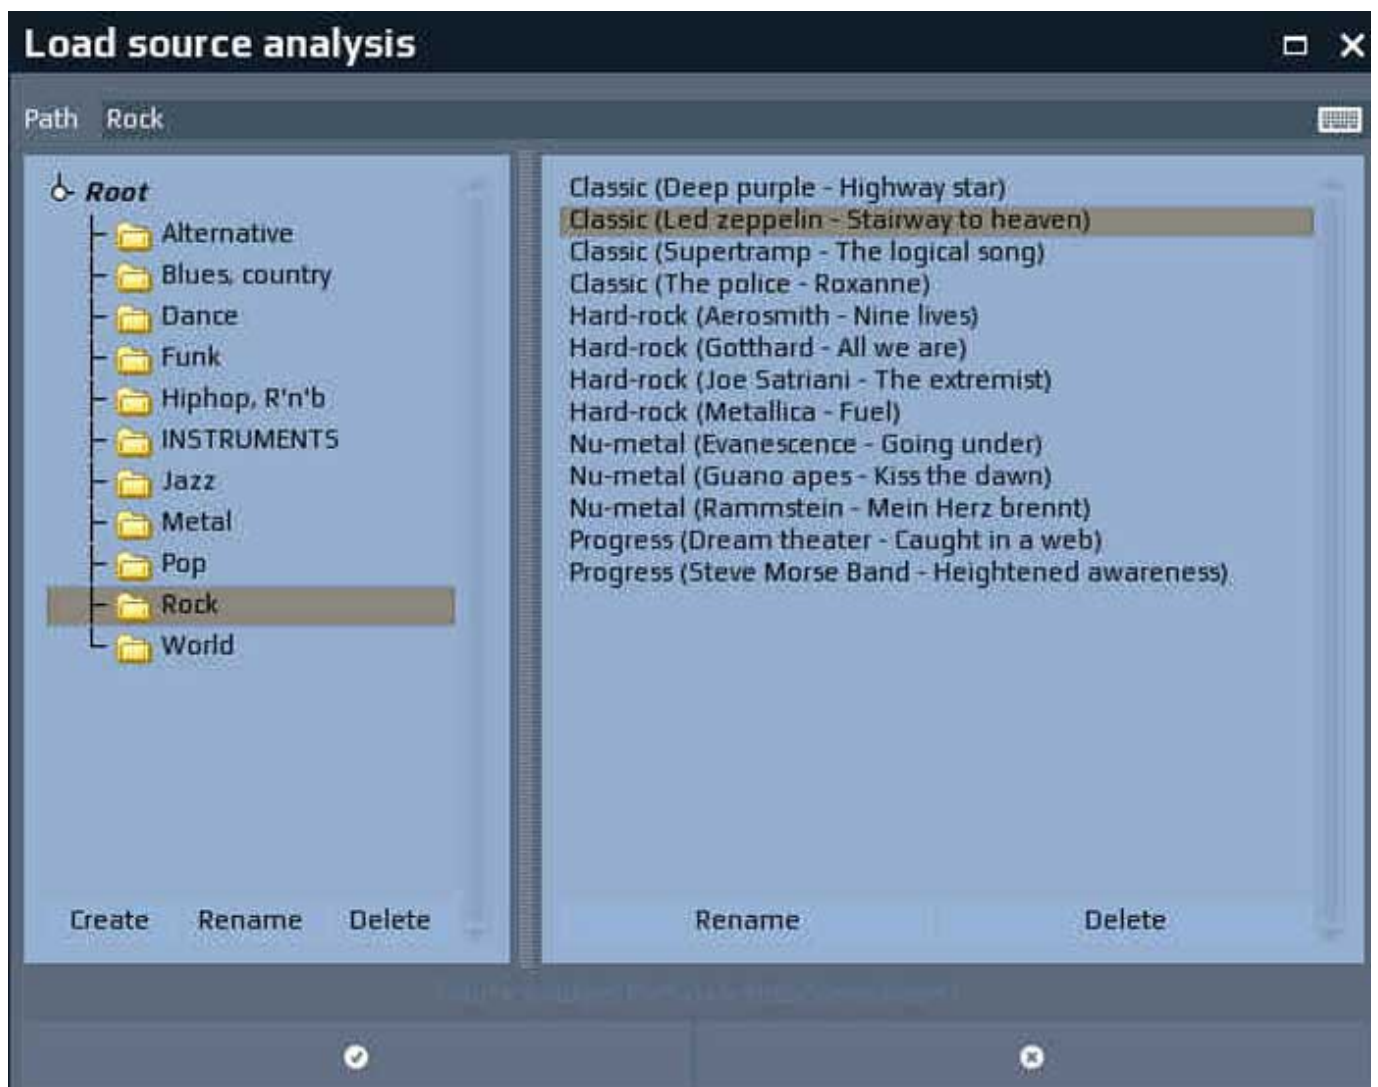 Load source analysis
Path Rock
Root
Alternative
Blues, country
Dance
Funk
Hiphop, R'n'b
INSTRUMENTS
Jazz
Metal
Pop
Rock
World
Create Rename Delete
Classic (Deep purple - Highway star)
Classic (Led zeppelin - Stairway to heaven)
Classic (Supertramp - The logical song)
Classic (The police - Roxanne)
Hard-rock (Aerosmith - Nine lives)
Hard-rock (Gotthard - All we are)
Hard-rock (Joe Satriani - The extremist)
Hard-rock (Metallica - Fuel)
Nu-metal (Evanescence - Going under)
Nu-metal (Guano apes - Kiss the dawn)
Nu-metal (Rammstein - Mein Herz brennt)
Progress (Dream theater - Caught in a web)
Progress (Steve Morse Band - Heightened awareness)
Rename Delete